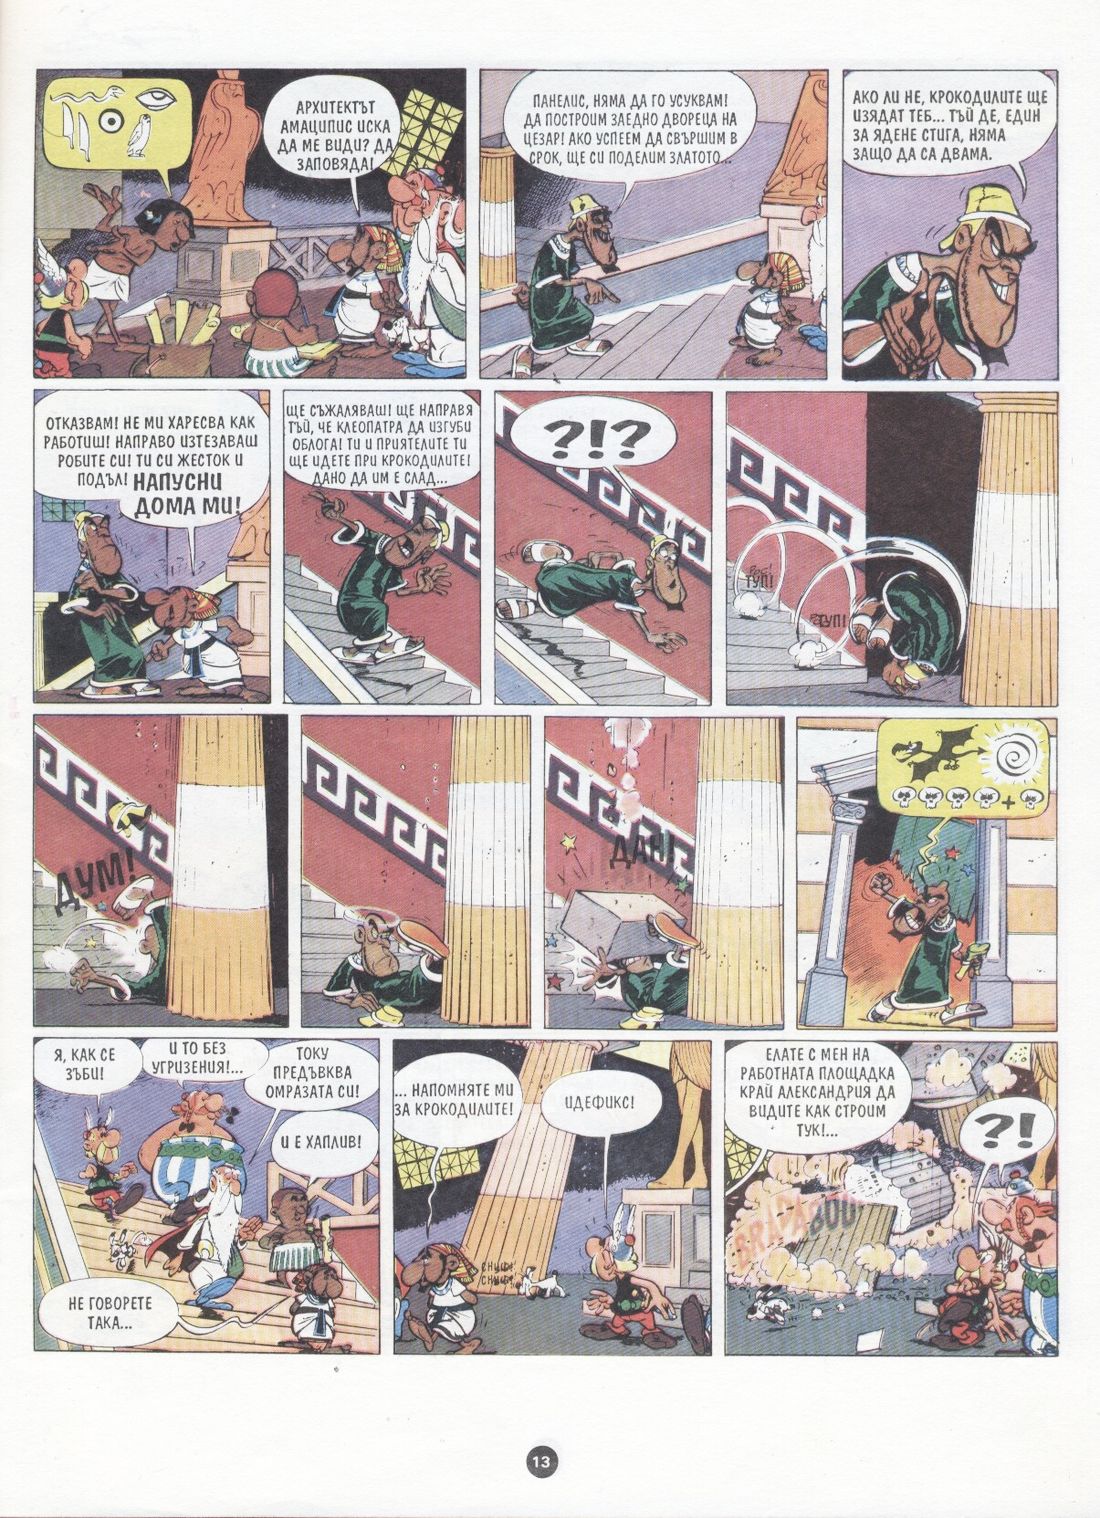 АРХИТЕКТЪТ
АМАЦИПИС ИСКА
ДА МЕ ВИДИ? ДА
ЗАПОВЯДА!
ПАНЕЛИС, НЯМА ДА ГО УСУКВАМ!
ДА ПОСТРОИМ ЗАЕДНО ДВОРЕЦА НА
ЦЕЗАР! АКО УСПЕЕМ ДА СВЪРШИМ В
СРОК, ЩЕ СИ ПОДЕЛИМ ЗЛАТОТО...
АКО ЛИ НЕ, КРОКОДИЛИТЕ ЩЕ
ИЗЯДАТ ТЕБ... ТЪЙ ДЕ, ЕДИН
ЗА ЯДЕНЕ СТИГА, НЯМА
ЗАЩО ДА СА ДВАМА.
ОТКАЗВАМ! НЕ МИ ХАРЕСВА КАК
РАБОТИШ! НАПРАВО ИЗТЕЗАВАШ
РОБИТЕ СИ! ТИ СИ ЖЕСТОК И
ПОДЪЛ! НАПУСНИ
ДОМА МИ!
ЩЕ СЪЖАЛЯВАШ! ЩЕ НАПРАВЯ
ТЪЙ, ЧЕ КЛЕОПАТРА ДА ИЗГУБИ
ОБЛОГА! ТИ И ПРИЯТЕЛИТЕ ТИ
ЩЕ ИДЕТЕ ПРИ КРОКОДИЛИТЕ!
ДАНО ДА ИМ Е СЛАД...
?!?
ТУП!
ТУП!
ДУМ!
ДАН!
Я, КАК СЕ
ЗЪБИ!
И ТО БЕЗ
УГРИЗЕНИЯ!...
ТОКУ
ПРЕДЪВКВА
ОМРАЗАТА СИ!
И Е ХАПЛИВ!
НЕ ГОВОРЕТЕ
ТАКА...
... НАПОМНЯТЕ МИ
ЗА КРОКОДИЛИТЕ!
ИДЕФИКС!
ЕЛАТЕ С МЕН НА
РАБОТНАТА ПЛОЩАДКА
КРАЙ АЛЕКСАНДРИЯ ДА
ВИДИТЕ КАК СТРОИМ
ТУК!...
?!
13